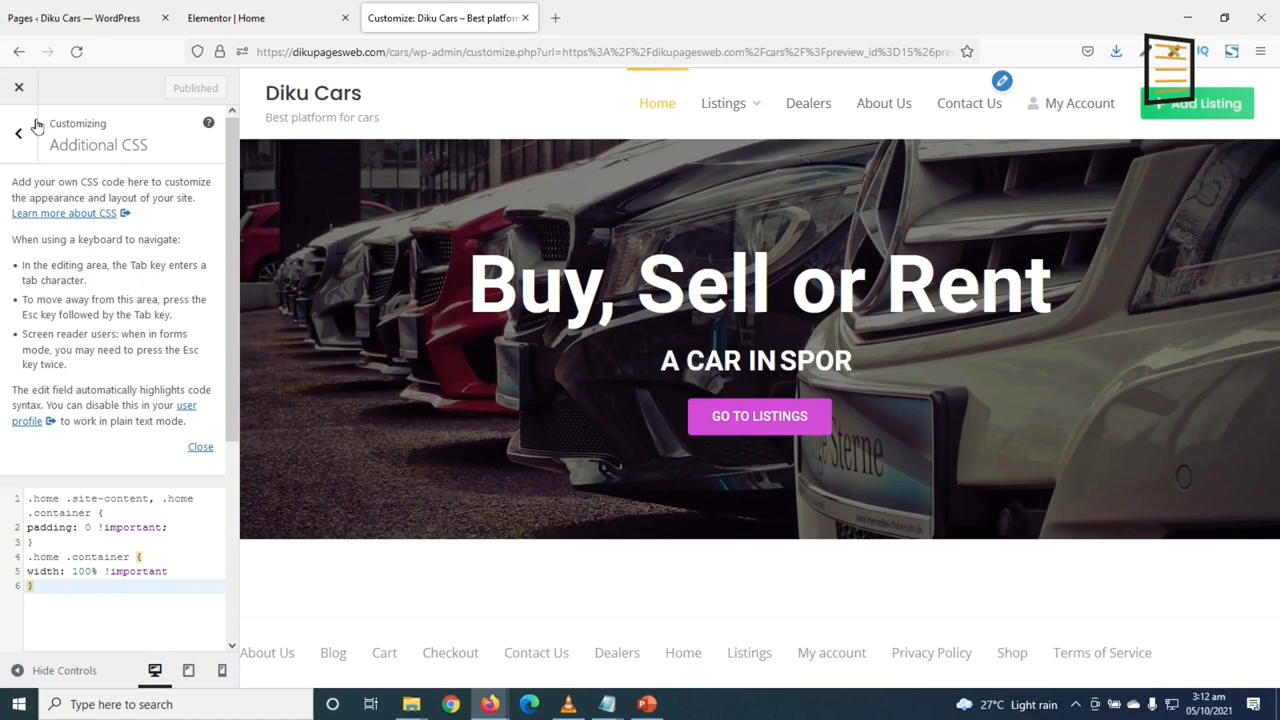 Pages ‹ Diku Cars — WordPress
Elementor | Home
Customize: Diku Cars – Best platform
https://dikupagesweb.com/cars/wp-admin/customize.php?url=https%3A%2F%2Fdikupagesweb.com%2Fcars%2F%3Fpreview_id%3D15%26pre
Published
Diku Cars
Best platform for cars
Home
Listings
Dealers
About Us
Contact Us
My Account
Add Listing
Customizing
Additional CSS
Add your own CSS code here to customize
the appearance and layout of your site.
Learn more about CSS
When using a keyboard to navigate:
• In the editing area, the Tab key enters a
tab character.
• To move away from this area, press the
Esc key followed by the Tab key.
• Screen reader users: when in forms
mode, you may need to press the Esc
key twice.
The edit field automatically highlights code
syntax. You can disable this in your user
profile to work in plain text mode.
Close
1 .home .site-content, .home
.container {
2 padding: 0 !important;
3 }
4 .home .container {
5 width: 100% !important
6 }
Hide Controls
Buy, Sell or Rent
A CAR IN SPOR
GO TO LISTINGS
Sterne
About Us
Blog
Cart
Checkout
Contact Us
Dealers
Home
Listings
My account
Privacy Policy
Shop
Terms of Service
Type here to search
27°C Light rain
3:12 am
05/10/2021